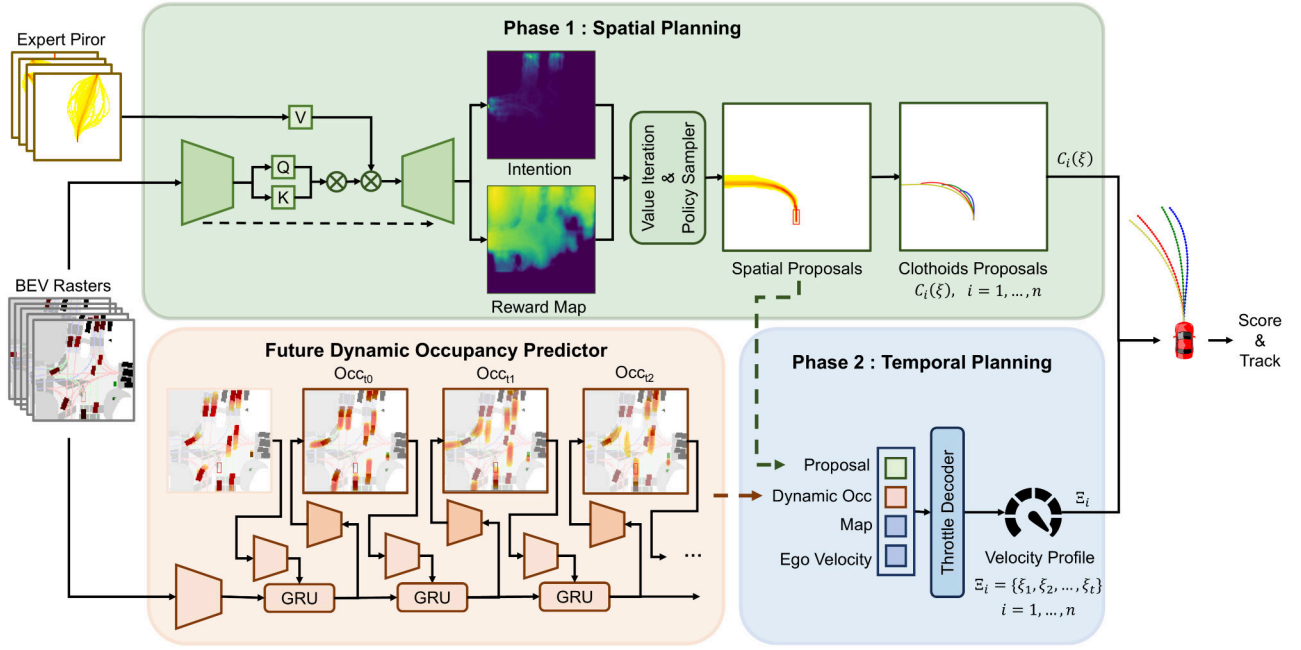 Phase 1 : Spatial Planning
Expert Piror
V
Q
K
Intention
Reward Map
Value Iteration
&
Policy Sampler
Spatial Proposals
Clothoids Proposals
C_i(ξ), i = 1, …, n
C_i(ξ)
BEV Rasters
Future Dynamic Occupancy Predictor
Occ_t0
Occ_t1
Occ_t2
GRU
GRU
GRU
...
Phase 2 : Temporal Planning
Proposal
Dynamic Occ
Map
Ego Velocity
Throttle Decoder
Velocity Profile
Ξ_i = {ξ_1, ξ_2, …, ξ_t}
i = 1, …, n
Ξ_i
Score
&
Track